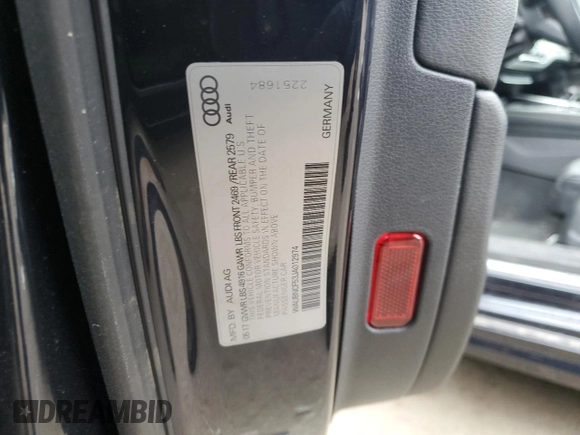 2251684
Audi
MFD. BY AUDI AG
06.17 GVWR LBS 4916 GAWR LBS FRONT 2469 /REAR 2579
THIS VEHICLE CONFORMS TO ALL APPLICABLE U.S.
FEDERAL MOTOR VEHICLE SAFETY, BUMPER AND THEFT
PREVENTION STANDARDS IN EFFECT ON THE DATE OF
MANUFACTURE SHOWN ABOVE
PASSENGER CAR
GERMANY
DREAMBID